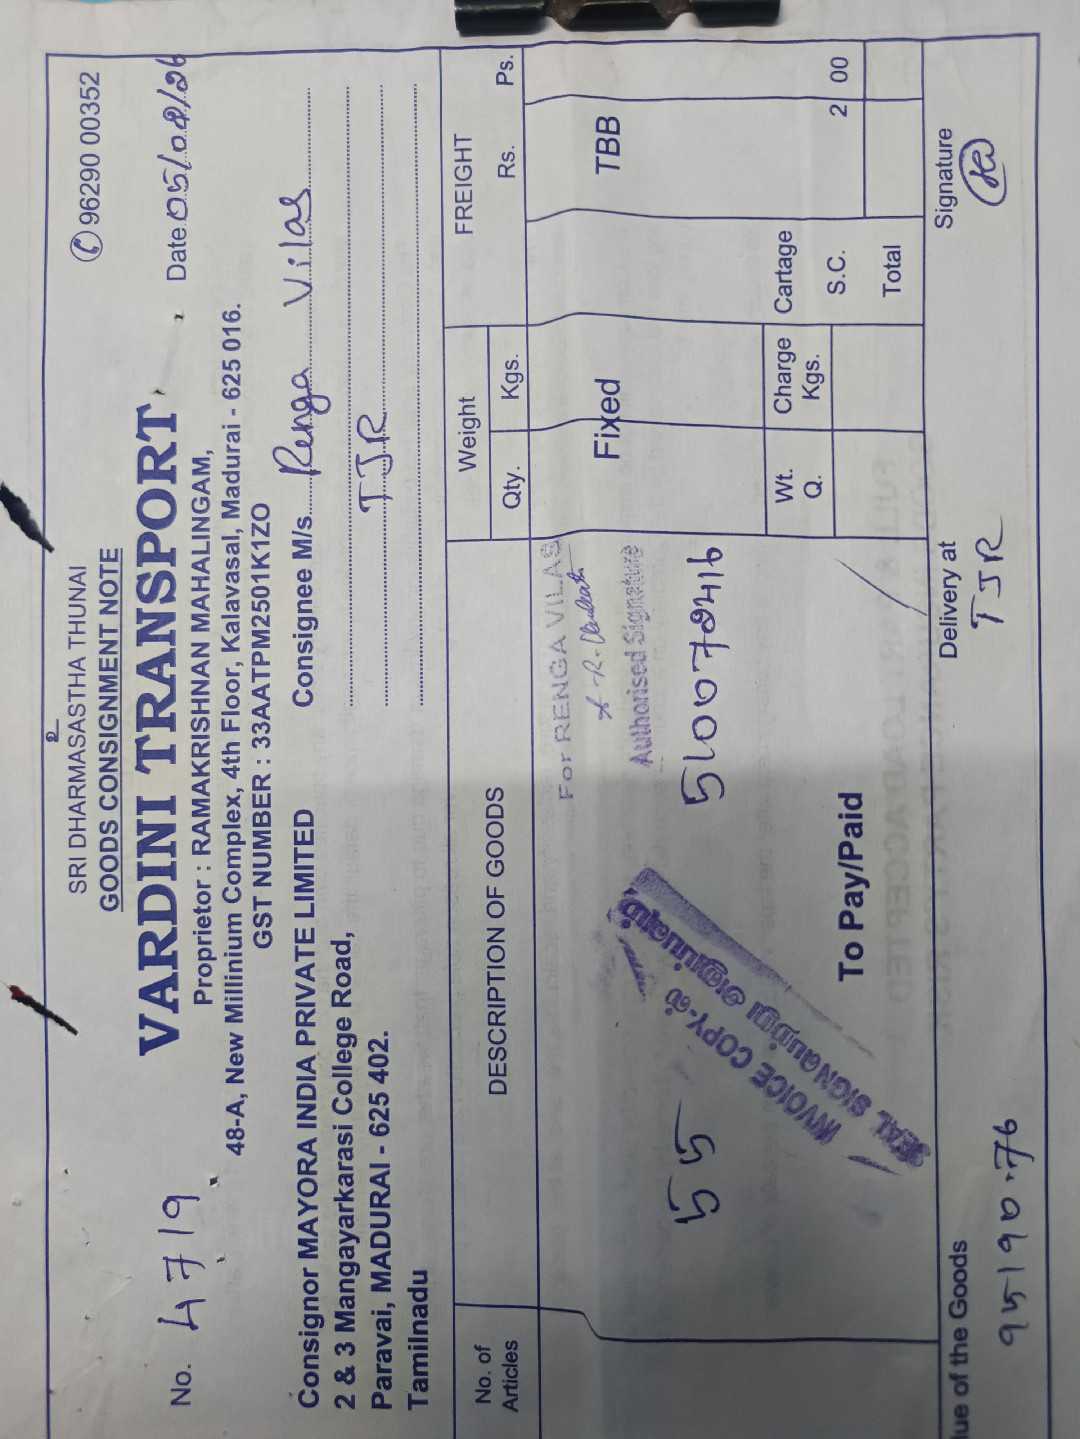 உ
SRI DHARMASASTHA THUNAI
GOODS CONSIGNMENT NOTE
96290 00352
No. 4719
VARDINI TRANSPORT
Date 05/02/26
Proprietor : RAMAKRISHNAN MAHALINGAM,
48-A, New Millinium Complex, 4th Floor, Kalavasal, Madurai - 625 016.
GST NUMBER : 33AATPM2501K1ZO
Consignor MAYORA INDIA PRIVATE LIMITED
2 & 3 Mangayarkarasi College Road,
Paravai, MADURAI - 625 402.
Tamilnadu
Consignee M/s. Renga Vilas
TJR
No. of Articles
DESCRIPTION OF GOODS
Weight
Qty.
Kgs.
FREIGHT
Rs.
Ps.
For RENGA VILAS
Authorised Signature
Fixed
TBB
55
5100772416
INVOICE COPY-ல்
SEAL SIGNவுடன் அனுப்பவும்
To Pay/Paid
Wt. Q.
Charge Kgs.
Cartage
S.C.
2 00
Total
lue of the Goods
95190.76
Delivery at
TJR
Signature